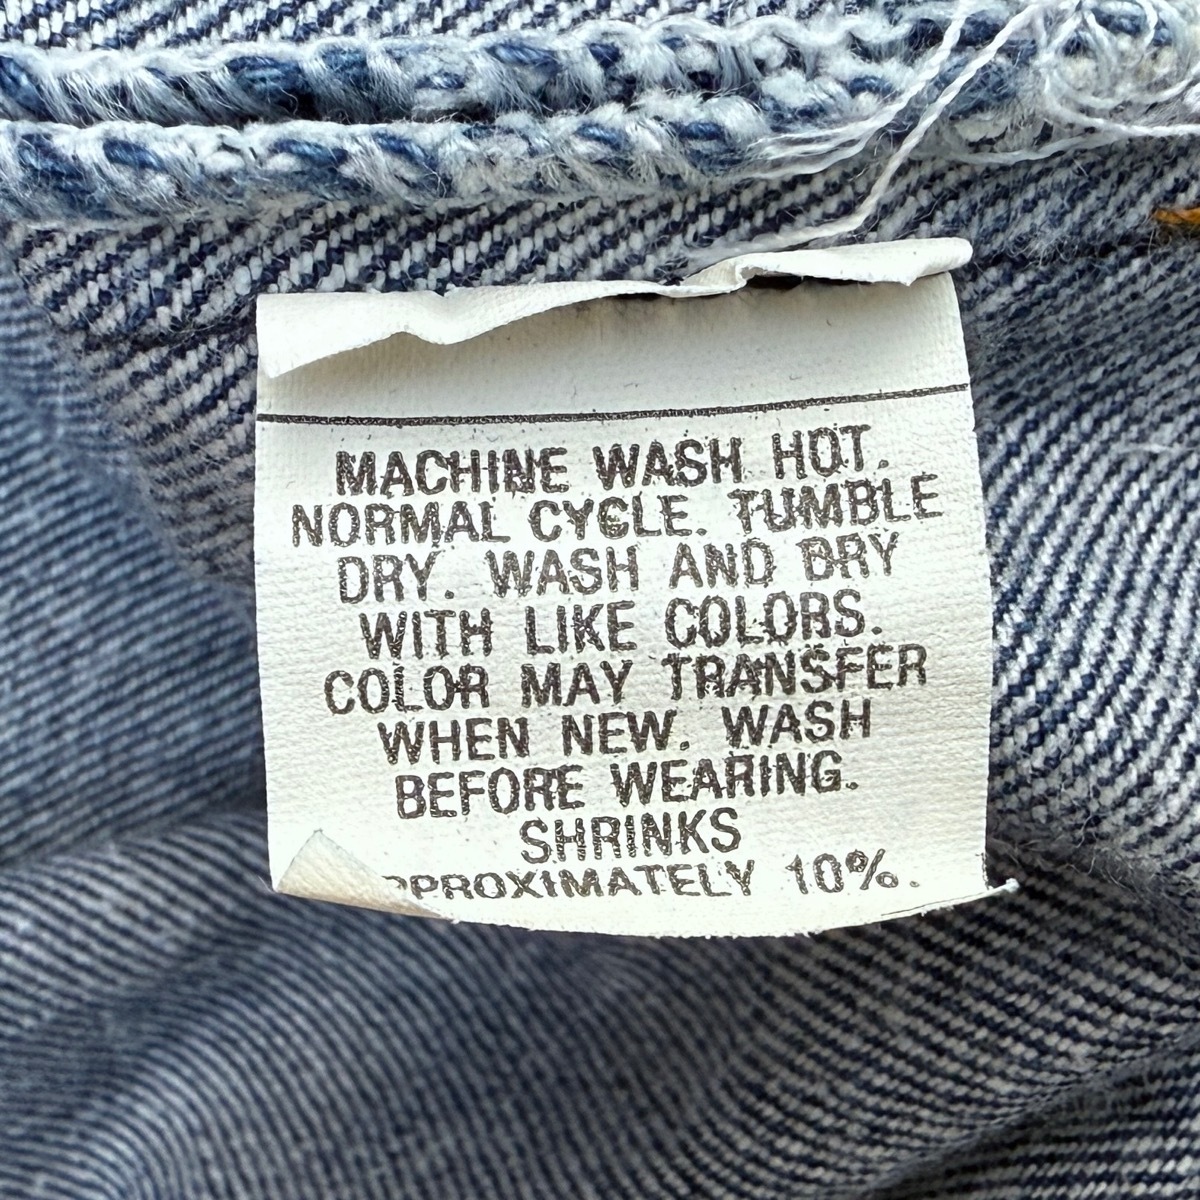 MACHINE WASH HOT.
NORMAL CYCLE. TUMBLE
DRY. WASH AND DRY
WITH LIKE COLORS.
COLOR MAY TRANSFER
WHEN NEW. WASH
BEFORE WEARING.
SHRINKS
APPROXIMATELY 10%.